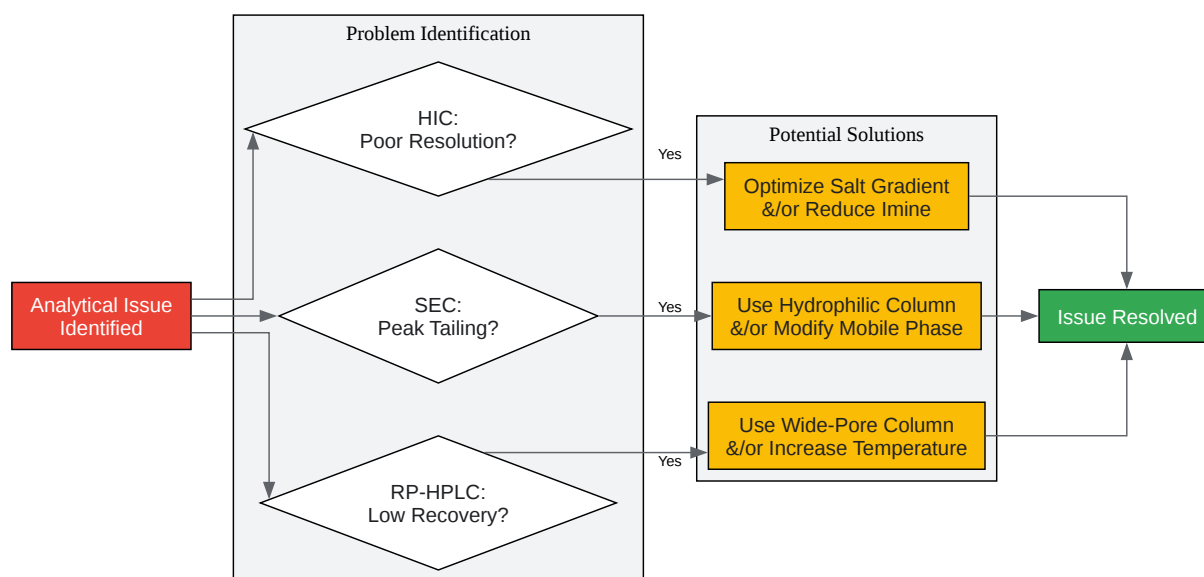 Problem Identification
HIC:
Poor Resolution?
Yes
Potential Solutions
Optimize Salt Gradient
&/or Reduce Imine
Analytical Issue
Identified
SEC:
Peak Tailing?
Yes
Use Hydrophilic Column
&/or Modify Mobile Phase
Issue Resolved
RP-HPLC:
Low Recovery?
Yes
Use Wide-Pore Column
&/or Increase Temperature